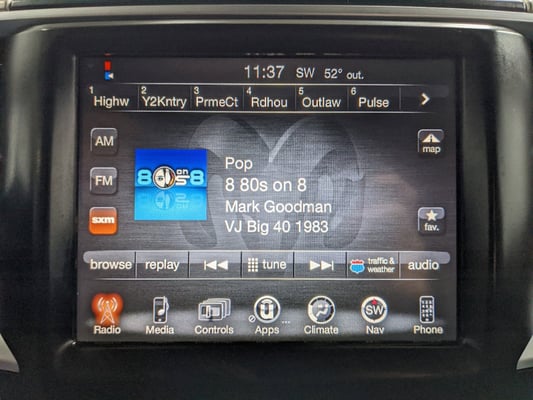 11:37 SW 52° out.
1 Highw 2 Y2Kntry 3 PrmeCt 4 Rdhou 5 Outlaw 6 Pulse
AM
map
FM
80s on 8
Pop
8 80s on 8
Mark Goodman
VJ Big 40 1983
sxm
fav.
browse replay tune traffic & weather audio
Radio Media Controls Apps ... Climate SW Nav Phone